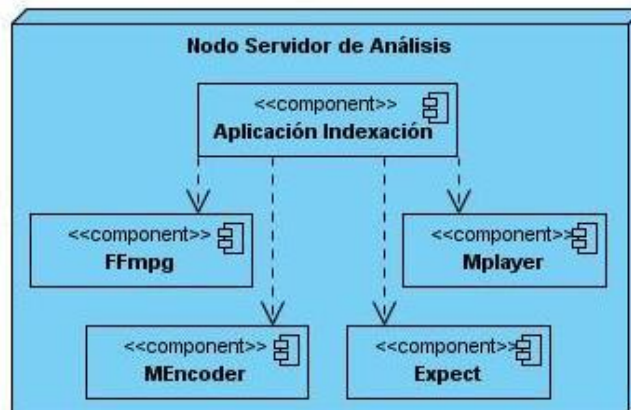 Nodo Servidor de Análisis
<<component>>
Aplicación Indexación
<<component>>
FFmpg
<<component>>
Mplayer
<<component>>
MEncoder
<<component>>
Expect